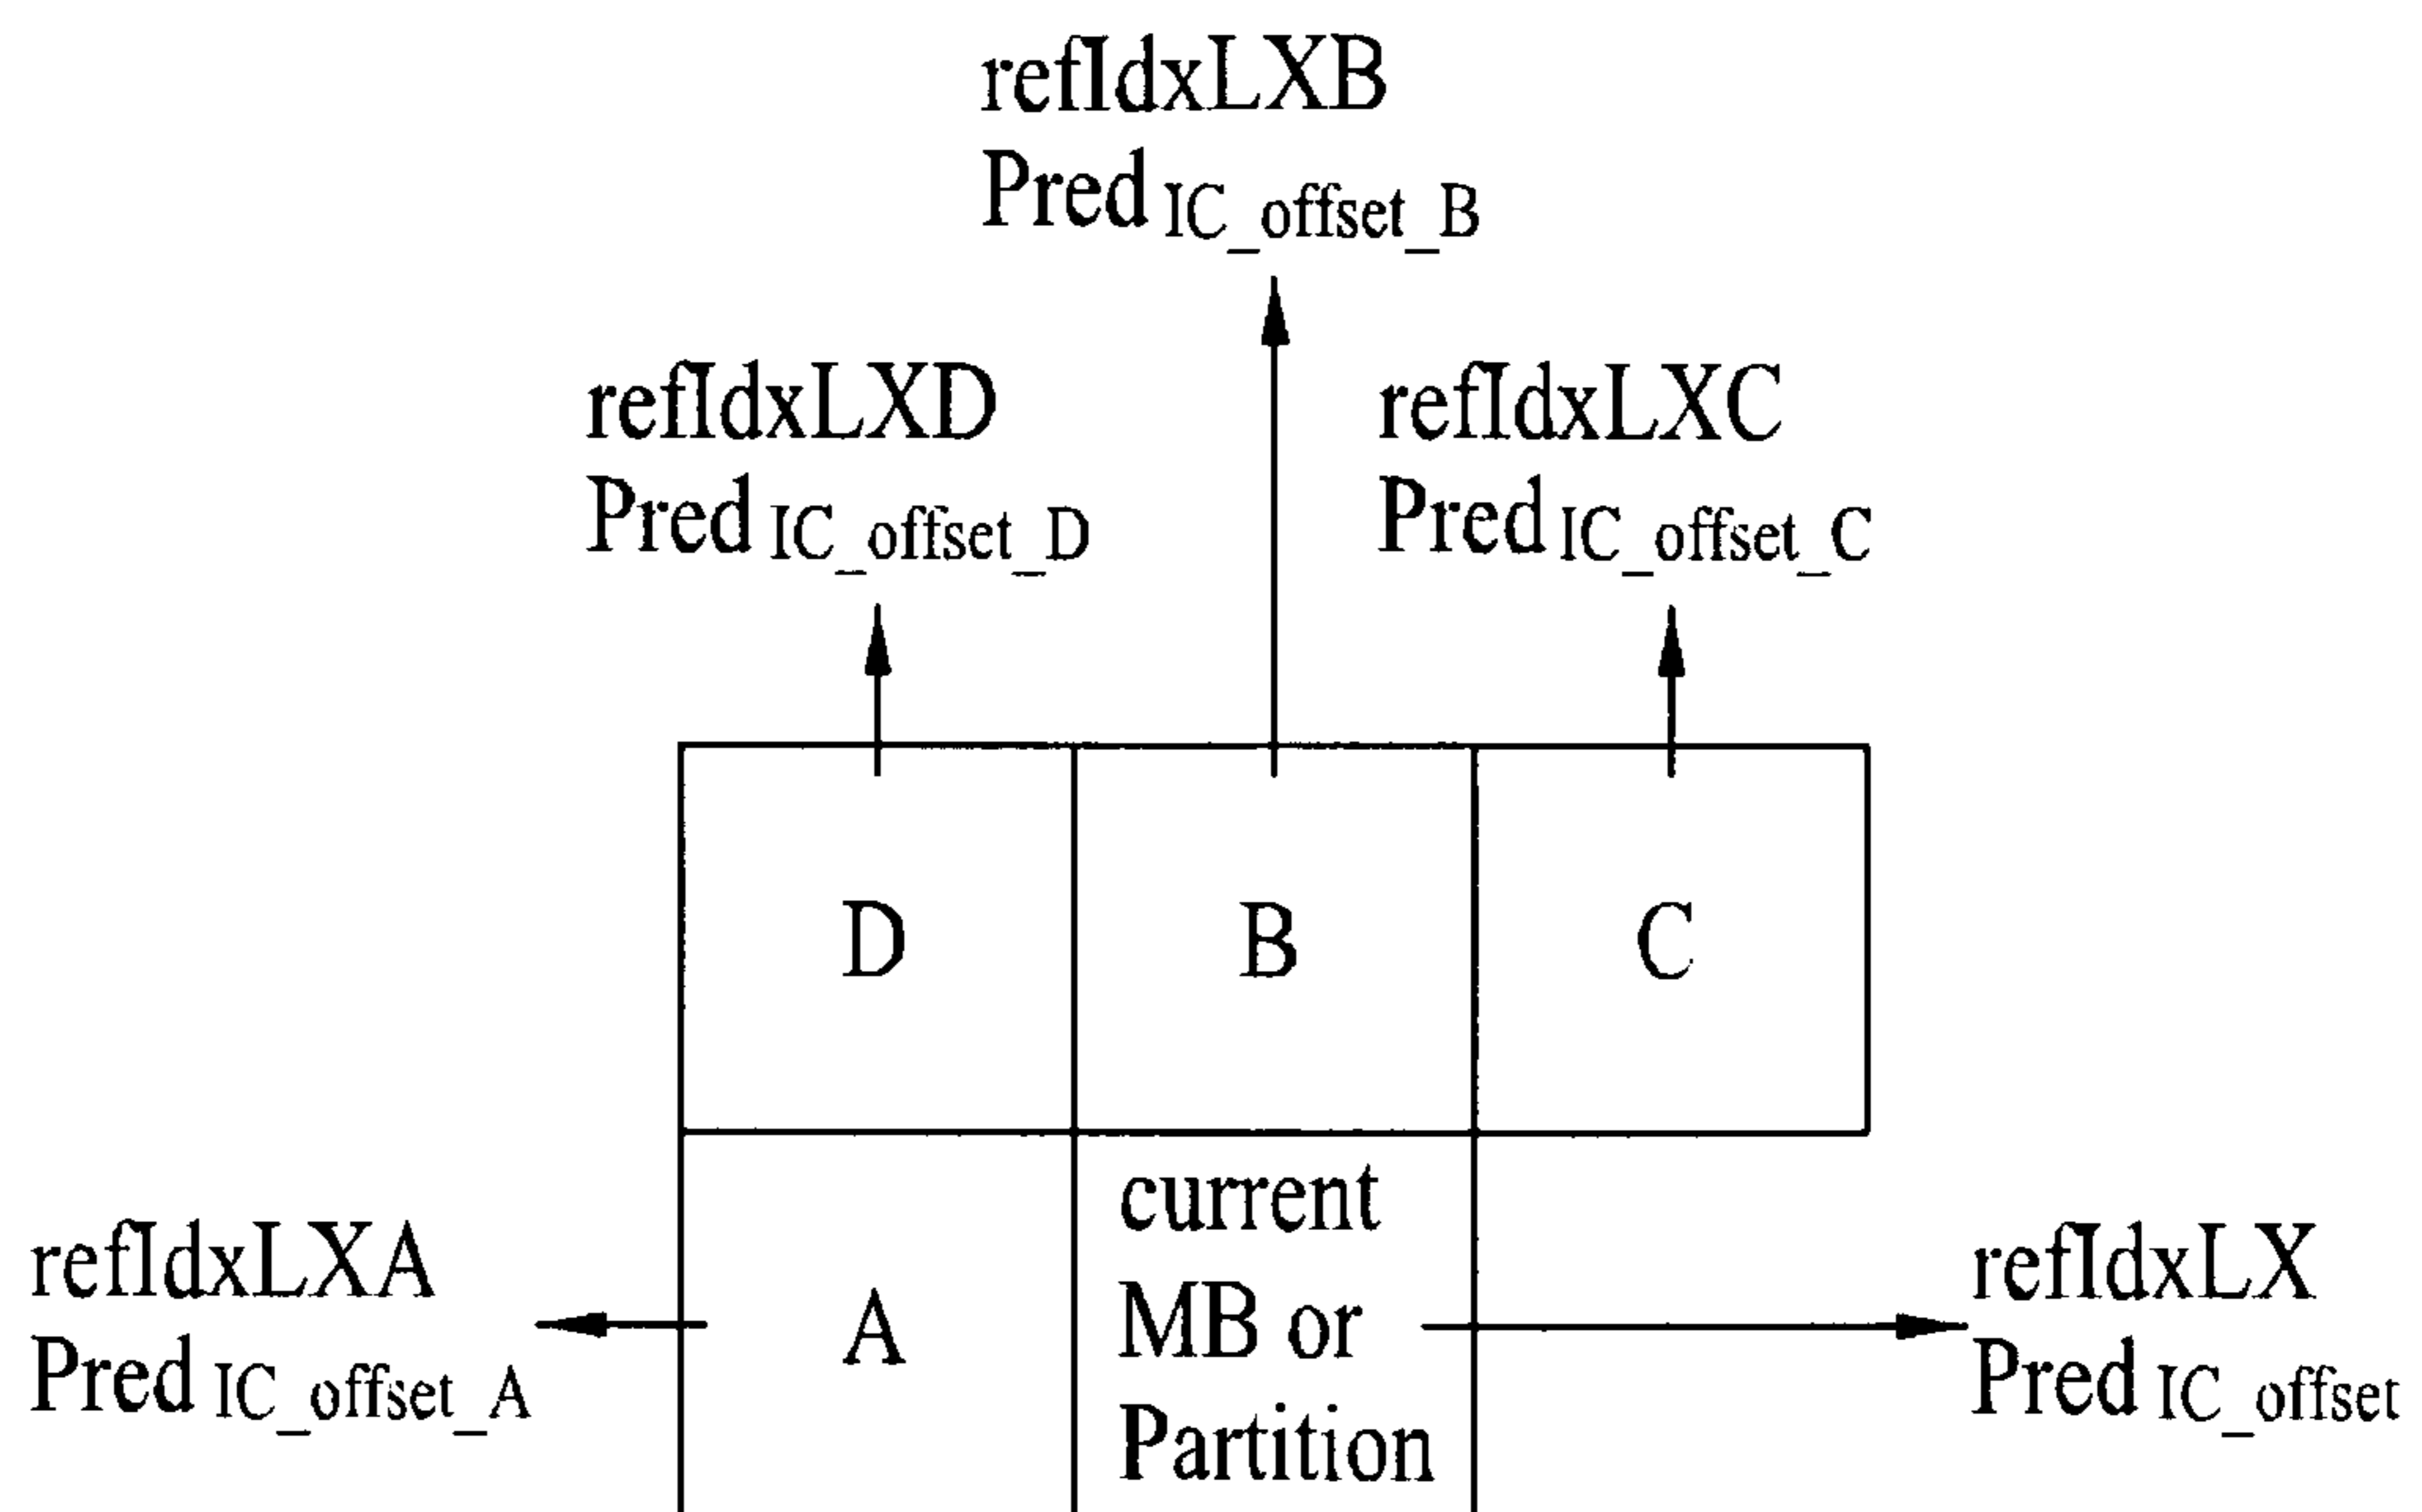 refIdxLXB
Pred IC_offset_B
refIdxLXD
Pred IC_offset_D
refIdxLXC
Pred IC_offset_C
D
B
C
refIdxLXA
Pred IC_offset_A
A
current
MB or
Partition
refIdxLX
Pred IC_offset